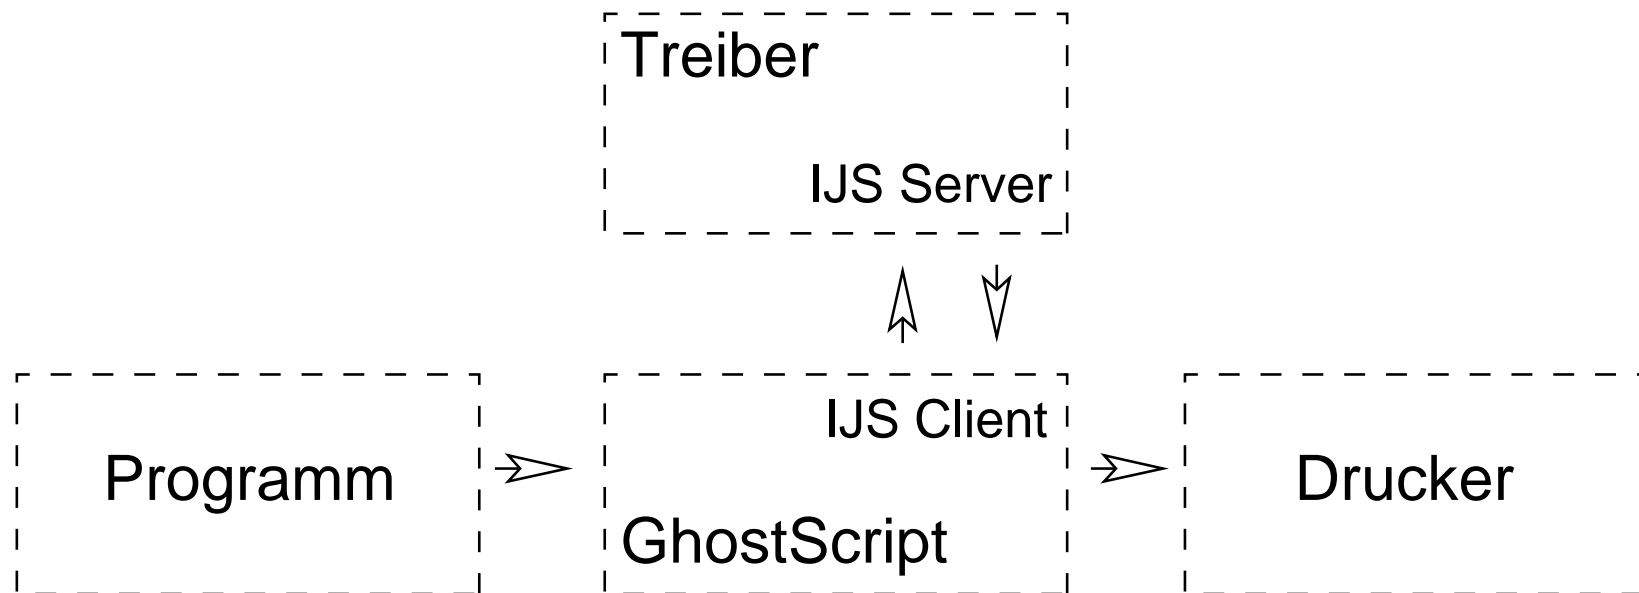 Treiber
IJS Server
IJS Client
Programm
Drucker
GhostScript